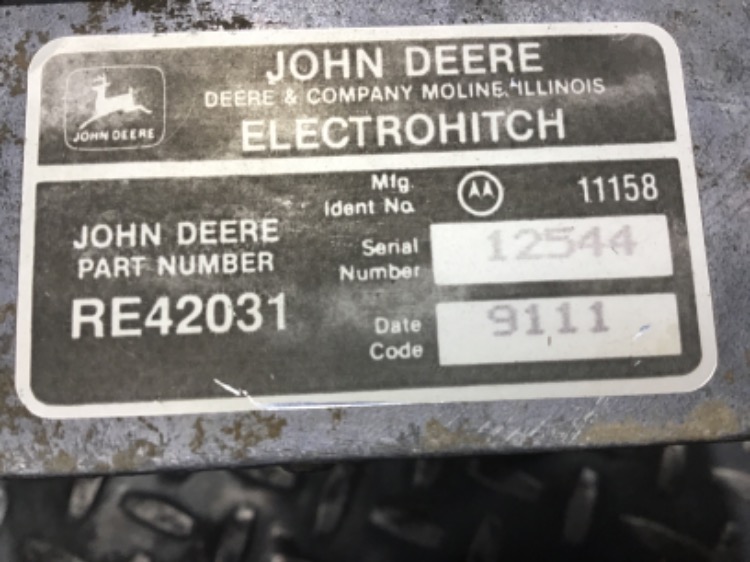 JOHN DEERE
DEERE & COMPANY MOLINE, ILLINOIS
ELECTROHITCH
JOHN DEERE
Mfg. Ident No. M 11158
JOHN DEERE PART NUMBER
RE42031
Serial Number 12544
Date Code 9111